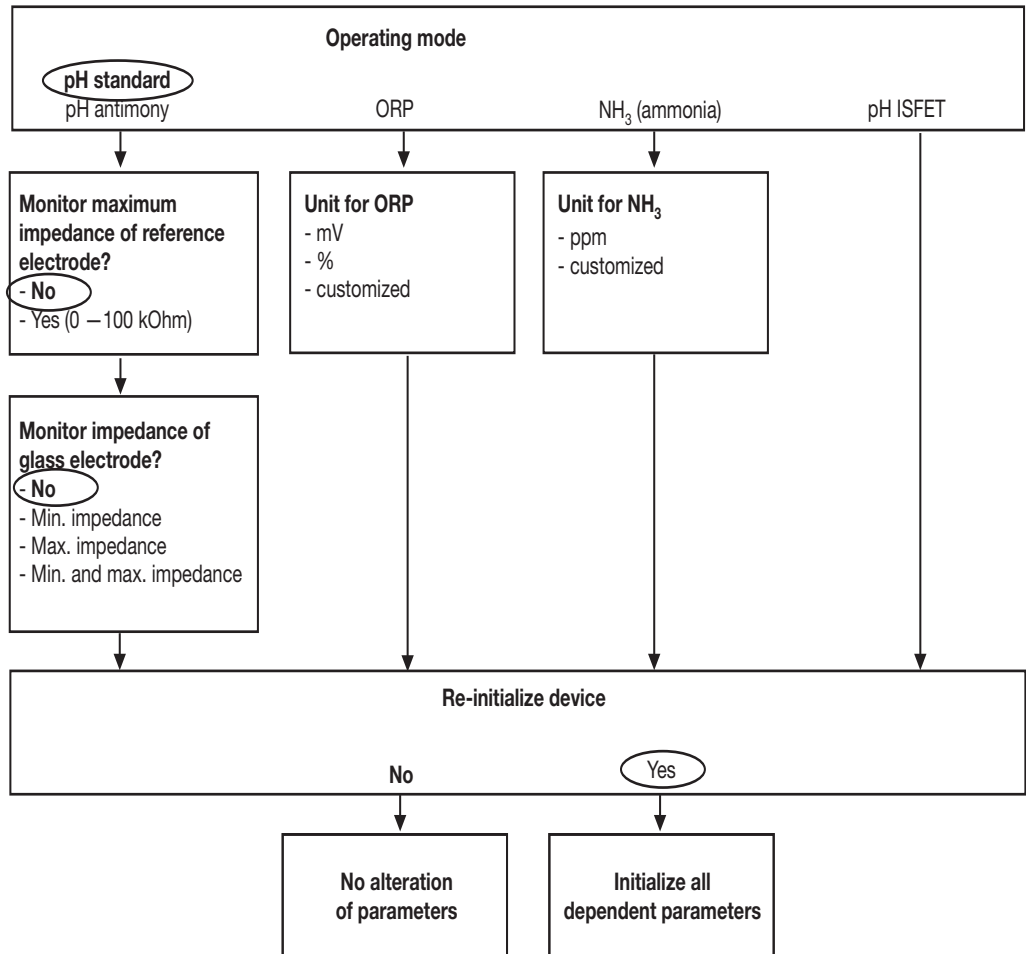 Operating mode
pH standard
pH antimony
ORP
NH₃ (ammonia)
pH ISFET
Monitor maximum
impedance of reference
electrode?
- No
- Yes (0 – 100 kOhm)
Unit for ORP
- mV
- %
- customized
Unit for NH₃
- ppm
- customized
Monitor impedance of
glass electrode?
- No
- Min. impedance
- Max. impedance
- Min. and max. impedance
Re-initialize device
No
Yes
No alteration
of parameters
Initialize all
dependent parameters